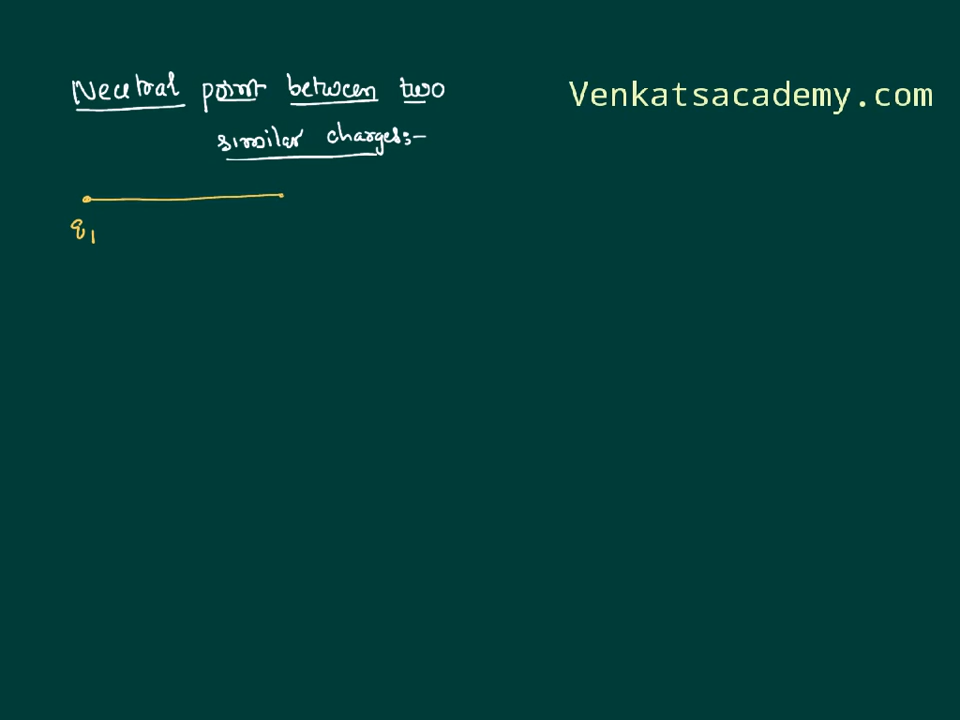 Neutral point between two
Venkatsacademy.com
similar charges:-
q1